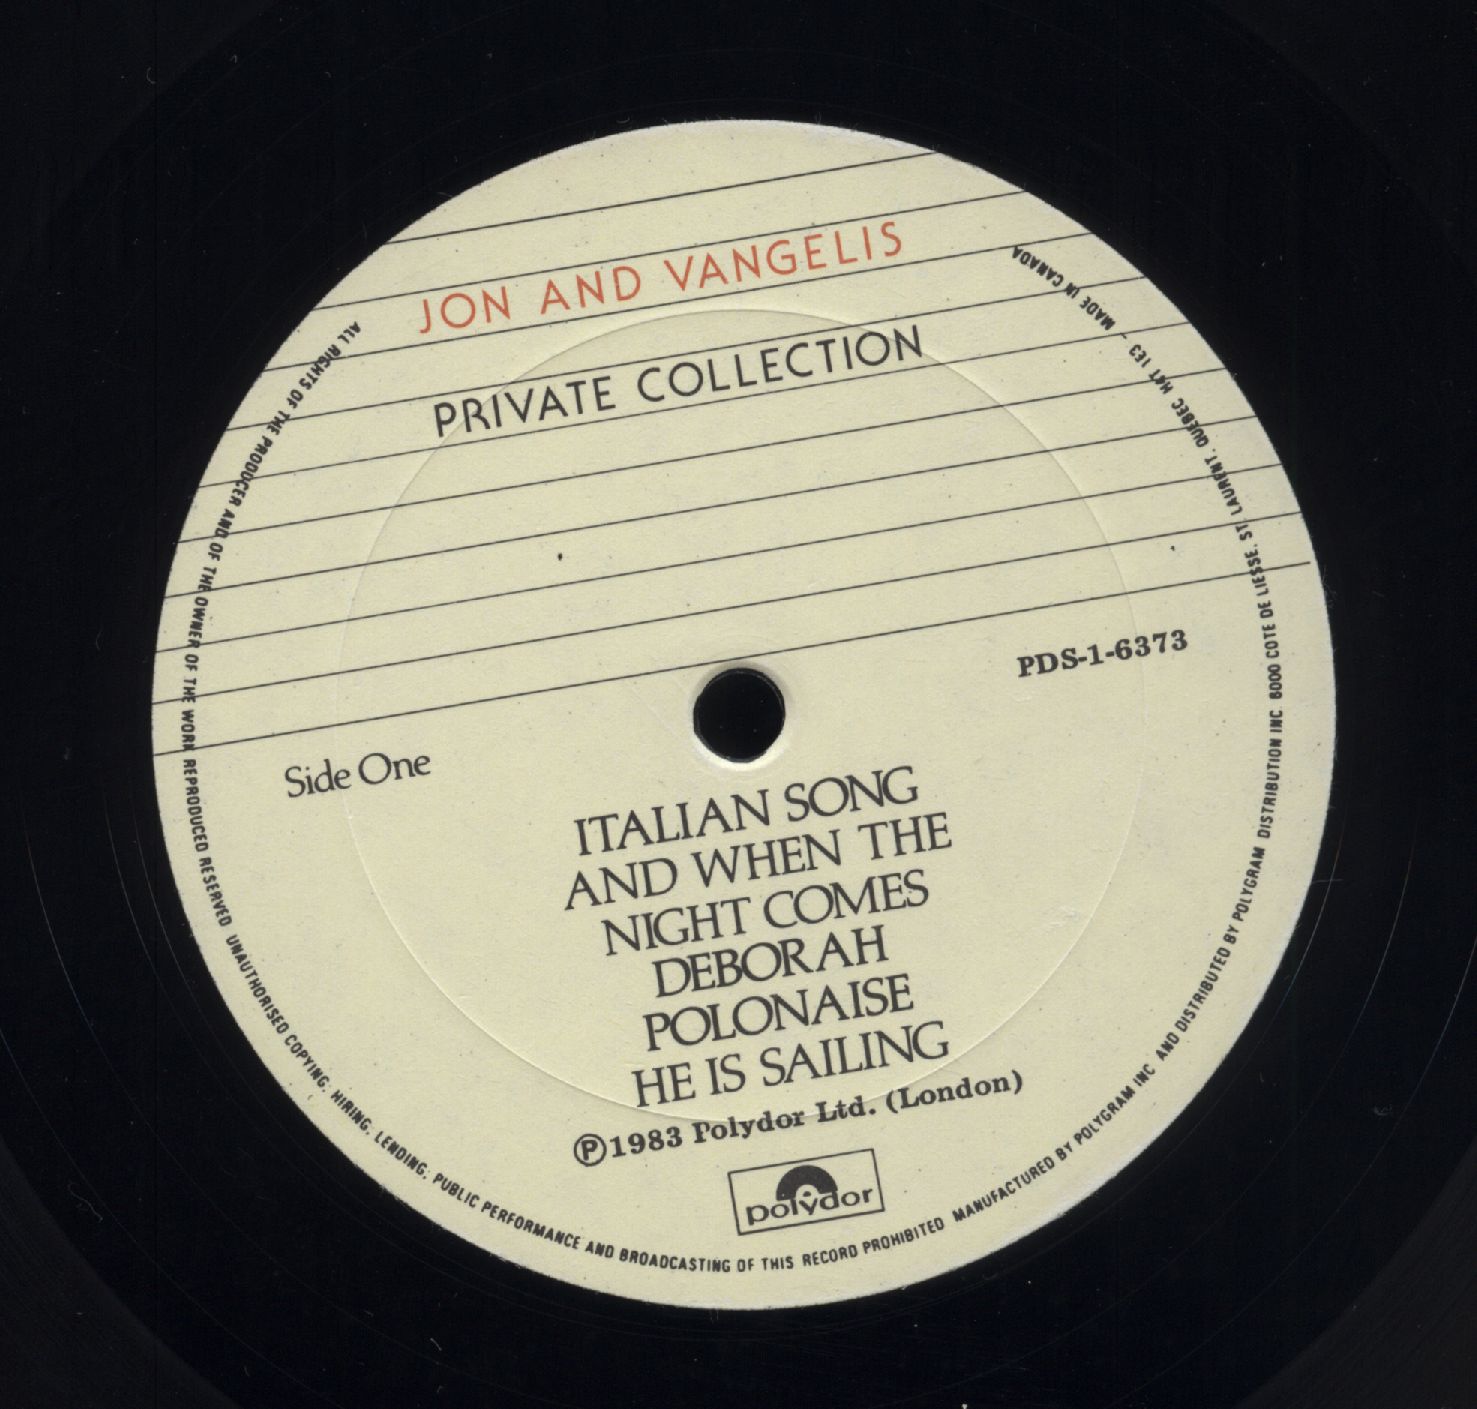 JON AND VANGELIS
PRIVATE COLLECTION
PDS-1-6373
Side One
ITALIAN SONG
AND WHEN THE
NIGHT COMES
DEBORAH
POLONAISE
HE IS SAILING
Ⓟ1983 Polydor Ltd. (London)
polydor
ALL RIGHTS OF THE PRODUCER AND OF THE OWNER OF THE WORK REPRODUCED RESERVED UNAUTHORISED COPYING, HIRING, LENDING, PUBLIC PERFORMANCE AND BROADCASTING OF THIS RECORD PROHIBITED MANUFACTURED BY POLYGRAM INC AND DISTRIBUTED BY POLYGRAM DISTRIBUTION INC 6000 COTE DE LIESSE, ST LAURENT, QUEBEC H4T 1E3 - MADE IN CANADA